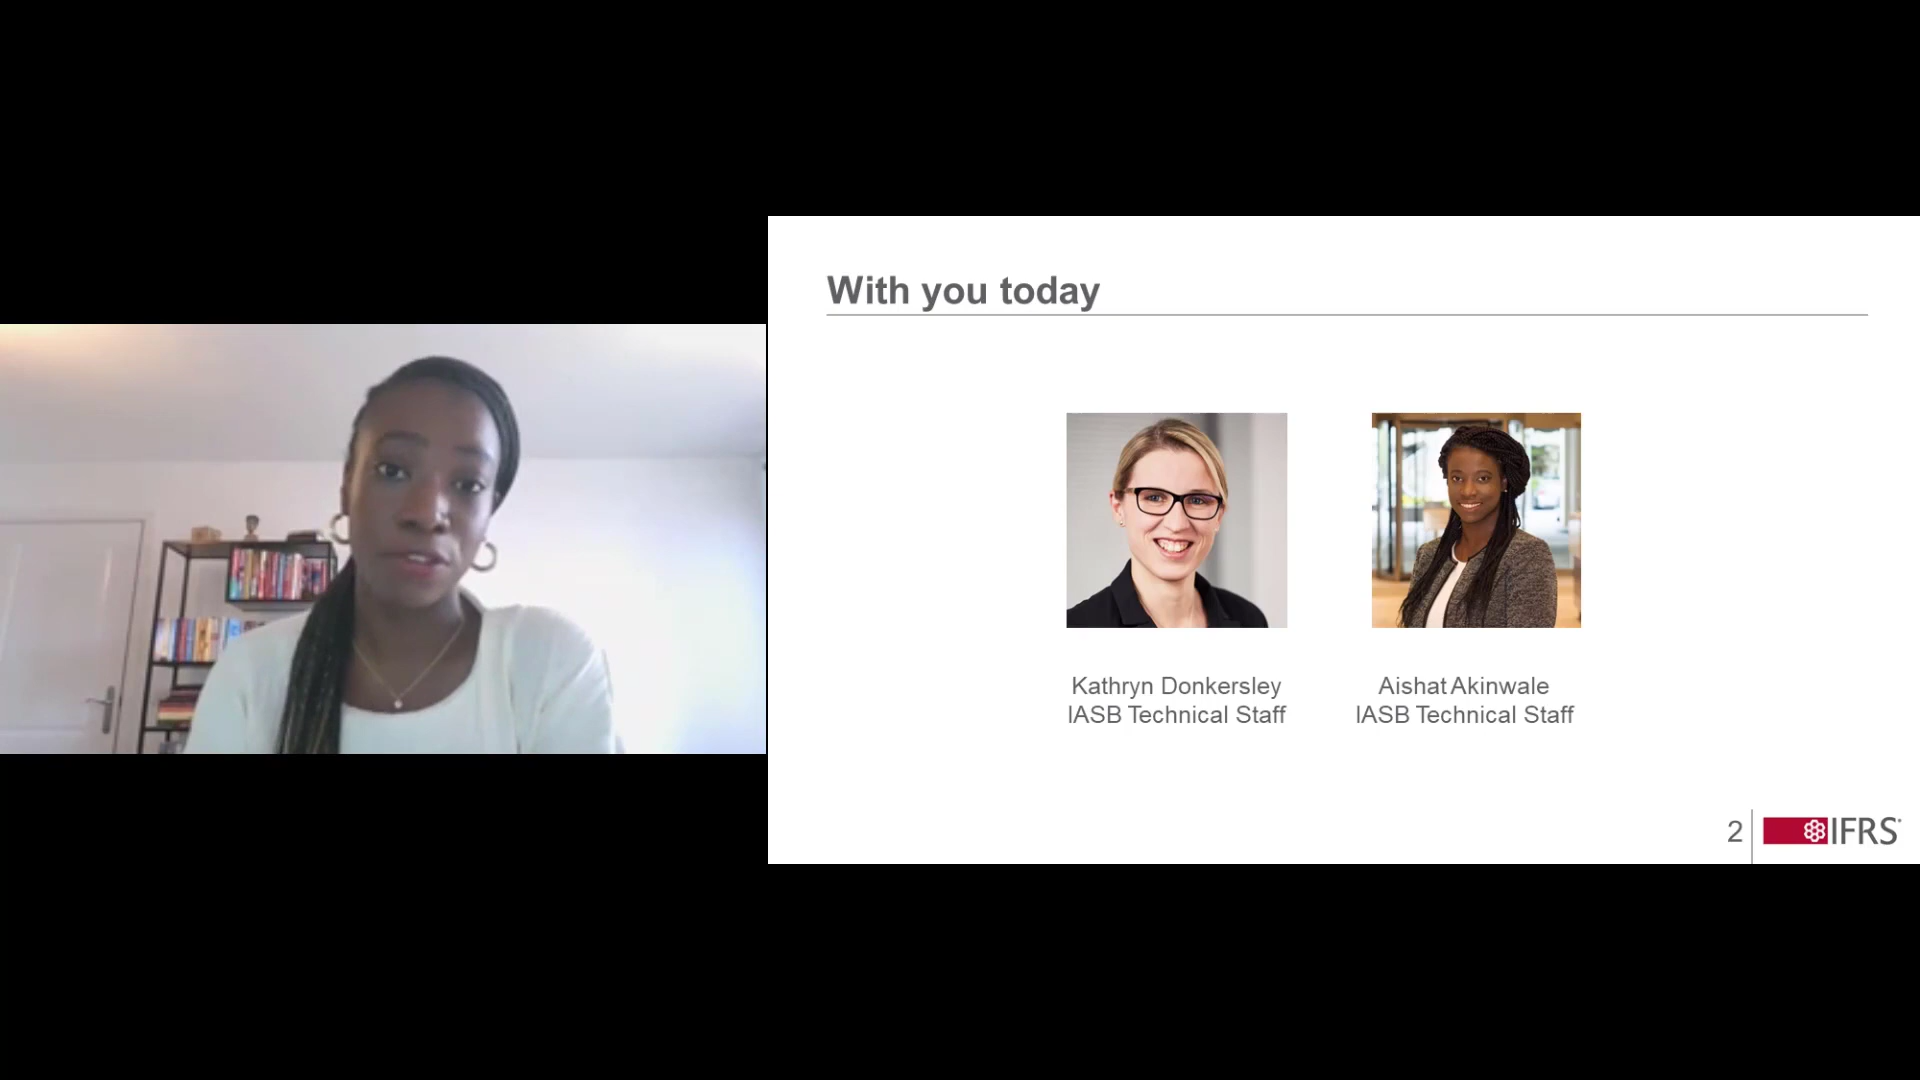 With you today
Kathryn Donkersley
IASB Technical Staff
Aishat Akinwale
IASB Technical Staff
2
IFRS